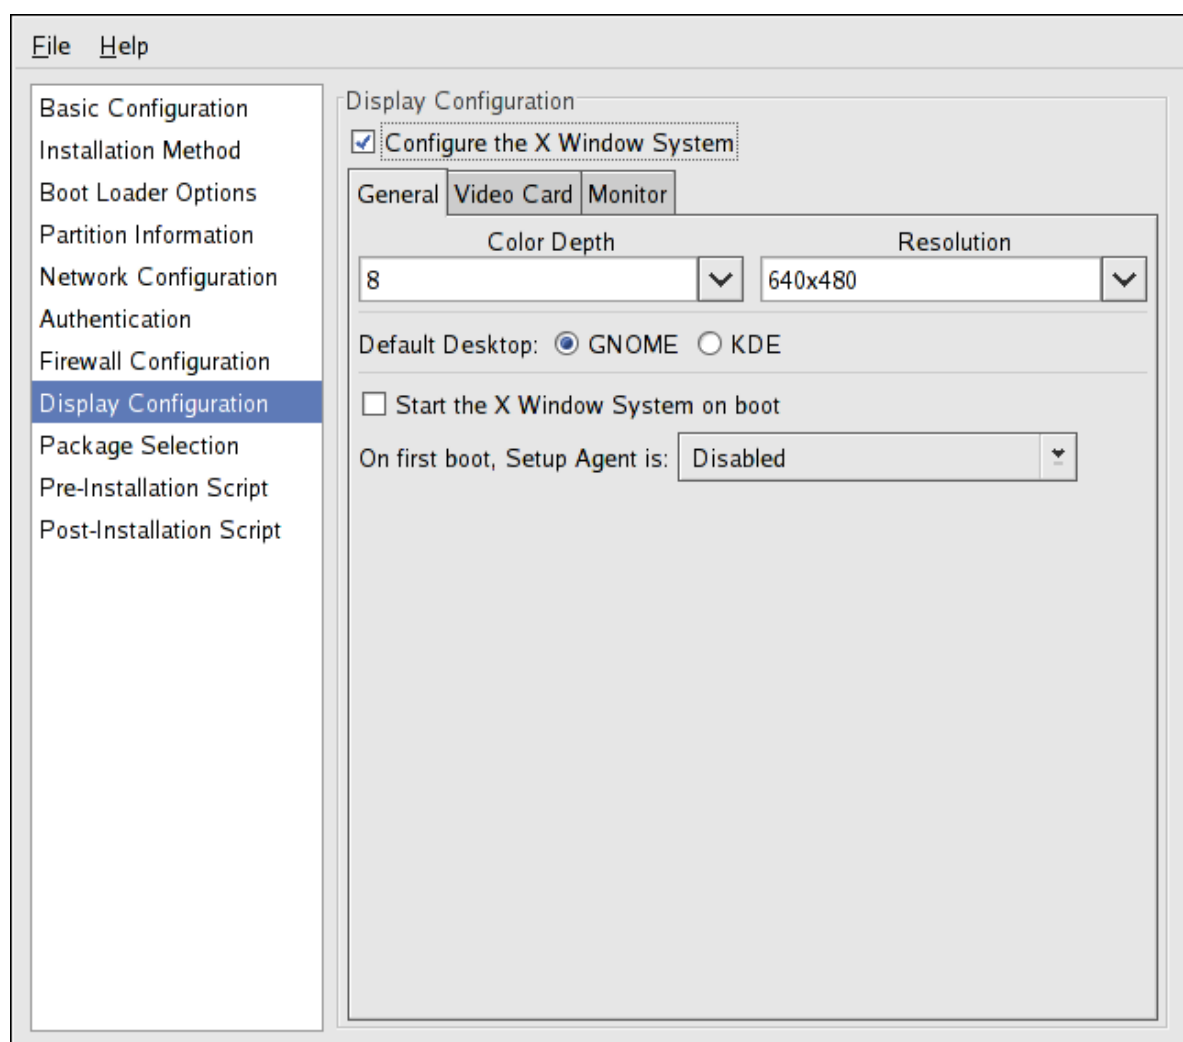 File Help
Basic Configuration
Installation Method
Boot Loader Options
Partition Information
Network Configuration
Authentication
Firewall Configuration
Display Configuration
Package Selection
Pre-Installation Script
Post-Installation Script
Display Configuration
Configure the X Window System
General Video Card Monitor
Color Depth Resolution
8 640x480
Default Desktop: GNOME KDE
Start the X Window System on boot
On first boot, Setup Agent is: Disabled